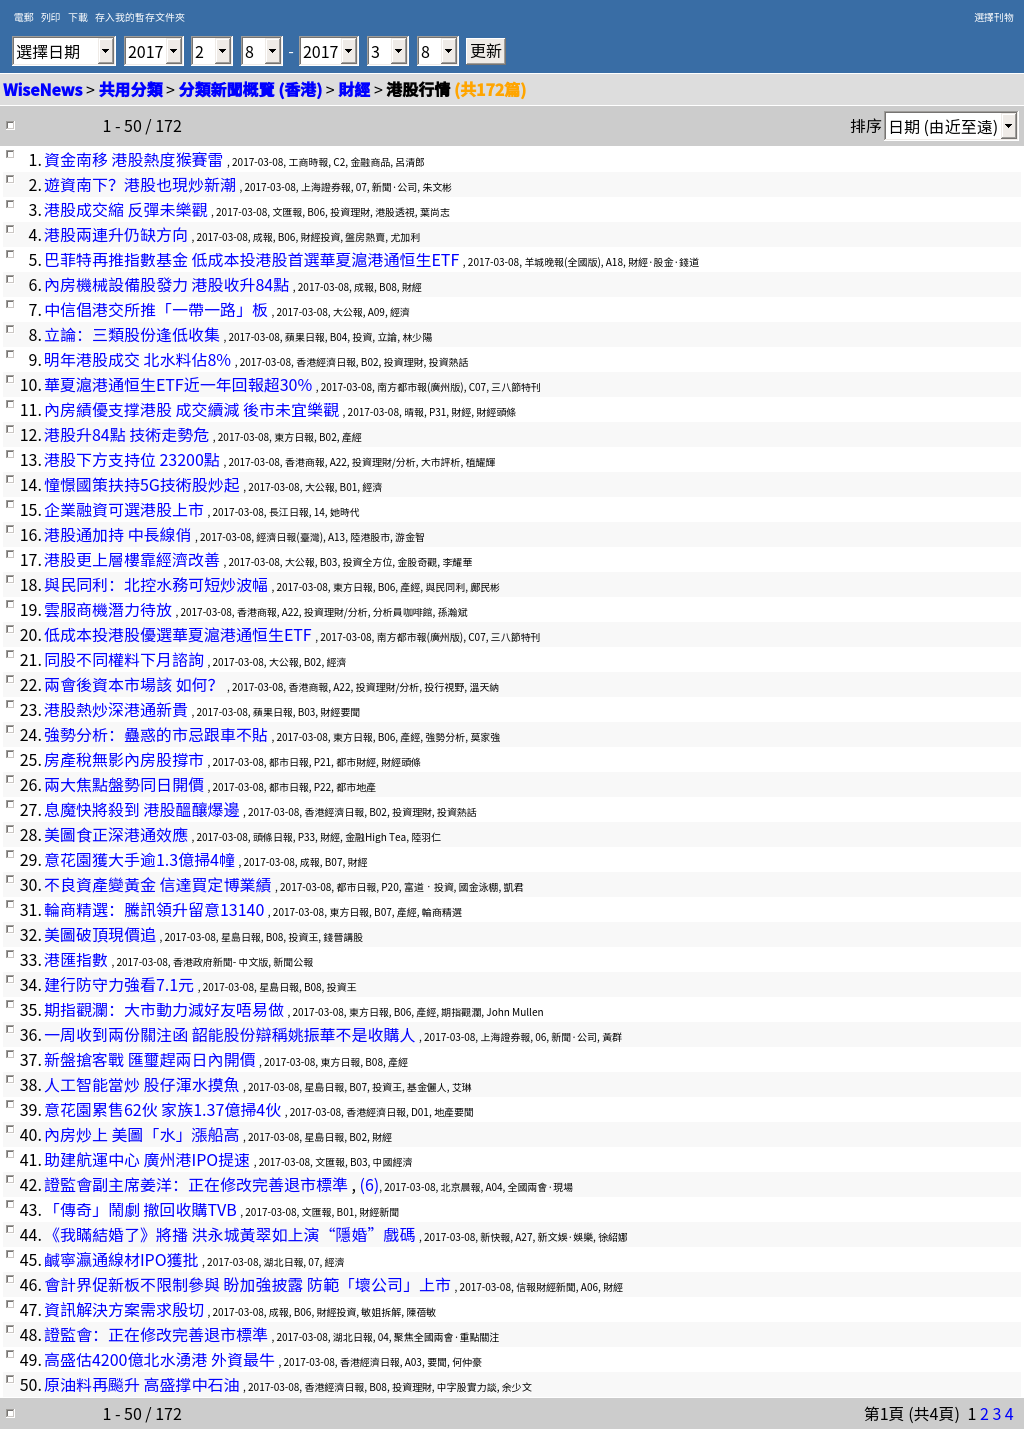 電郵 列印 下載 存入我的暫存文件夾 選擇刊物
選擇日期 2017 2 8 - 2017 3 8 更新
WiseNews > 共用分類 > 分類新聞概覽 (香港) > 財經 > 港股行情 (共172篇)
1 - 50 / 172 排序 日期 (由近至遠)
1. 資金南移 港股熱度猴賽雷 , 2017-03-08, 工商時報, C2, 金融商品, 呂清郎
2. 遊資南下？港股也現炒新潮 , 2017-03-08, 上海證券報, 07, 新聞·公司, 朱文彬
3. 港股成交縮 反彈未樂觀 , 2017-03-08, 文匯報, B06, 投資理財, 港股透視, 葉尚志
4. 港股兩連升仍缺方向 , 2017-03-08, 成報, B06, 財經投資, 盤房熱賣, 尤加利
5. 巴菲特再推指數基金 低成本投港股首選華夏滬港通恒生ETF , 2017-03-08, 羊城晚報(全國版), A18, 財經·股金·錢道
6. 內房機械設備股發力 港股收升84點 , 2017-03-08, 成報, B08, 財經
7. 中信倡港交所推「一帶一路」板 , 2017-03-08, 大公報, A09, 經濟
8. 立論：三類股份逢低收集 , 2017-03-08, 蘋果日報, B04, 投資, 立論, 林少陽
9. 明年港股成交 北水料佔8% , 2017-03-08, 香港經濟日報, B02, 投資理財, 投資熱話
10. 華夏滬港通恒生ETF近一年回報超30% , 2017-03-08, 南方都市報(廣州版), C07, 三八節特刊
11. 內房績優支撑港股 成交續減 後市未宜樂觀 , 2017-03-08, 晴報, P31, 財經, 財經頭條
12. 港股升84點 技術走勢危 , 2017-03-08, 東方日報, B02, 產經
13. 港股下方支持位 23200點 , 2017-03-08, 香港商報, A22, 投資理財/分析, 大市評析, 植耀輝
14. 憧憬國策扶持5G技術股炒起 , 2017-03-08, 大公報, B01, 經濟
15. 企業融資可選港股上市 , 2017-03-08, 長江日報, 14, 她時代
16. 港股通加持 中長線俏 , 2017-03-08, 經濟日報(臺灣), A13, 陸港股市, 游金智
17. 港股更上層樓靠經濟改善 , 2017-03-08, 大公報, B03, 投資全方位, 金股奇觀, 李耀華
18. 與民同利：北控水務可短炒波幅 , 2017-03-08, 東方日報, B06, 產經, 與民同利, 鄺民彬
19. 雲服商機潛力待放 , 2017-03-08, 香港商報, A22, 投資理財/分析, 分析員咖啡館, 孫瀚斌
20. 低成本投港股優選華夏滬港通恒生ETF , 2017-03-08, 南方都市報(廣州版), C07, 三八節特刊
21. 同股不同權料下月諮詢 , 2017-03-08, 大公報, B02, 經濟
22. 兩會後資本市場該 如何？ , 2017-03-08, 香港商報, A22, 投資理財/分析, 投行視野, 溫天納
23. 港股熱炒深港通新貴 , 2017-03-08, 蘋果日報, B03, 財經要聞
24. 強勢分析：蠱惑的市忌跟車不貼 , 2017-03-08, 東方日報, B06, 產經, 強勢分析, 莫家強
25. 房產稅無影內房股撐市 , 2017-03-08, 都市日報, P21, 都市財經, 財經頭條
26. 兩大焦點盤勢同日開價 , 2017-03-08, 都市日報, P22, 都市地產
27. 息魔快將殺到 港股醞釀爆邊 , 2017-03-08, 香港經濟日報, B02, 投資理財, 投資熱話
28. 美圖食正深港通效應 , 2017-03-08, 頭條日報, P33, 財經, 金融High Tea, 陸羽仁
29. 意花園獲大手逾1.3億掃4幢 , 2017-03-08, 成報, B07, 財經
30. 不良資產變黃金 信達買定博業績 , 2017-03-08, 都市日報, P20, 富道‧投資, 國金泳棚, 凱君
31. 輪商精選：騰訊領升留意13140 , 2017-03-08, 東方日報, B07, 產經, 輪商精選
32. 美圖破頂現價追 , 2017-03-08, 星島日報, B08, 投資王, 錢晉講股
33. 港匯指數 , 2017-03-08, 香港政府新聞- 中文版, 新聞公報
34. 建行防守力強看7.1元 , 2017-03-08, 星島日報, B08, 投資王
35. 期指觀瀾：大市動力減好友唔易做 , 2017-03-08, 東方日報, B06, 產經, 期指觀瀾, John Mullen
36. 一周收到兩份關注函 韶能股份辯稱姚振華不是收購人 , 2017-03-08, 上海證券報, 06, 新聞·公司, 黃群
37. 新盤搶客戰 匯璽趕兩日內開價 , 2017-03-08, 東方日報, B08, 產經
38. 人工智能當炒 股仔渾水摸魚 , 2017-03-08, 星島日報, B07, 投資王, 基金儷人, 艾琳
39. 意花園累售62伙 家族1.37億掃4伙 , 2017-03-08, 香港經濟日報, D01, 地產要聞
40. 內房炒上 美圖「水」漲船高 , 2017-03-08, 星島日報, B02, 財經
41. 助建航運中心 廣州港IPO提速 , 2017-03-08, 文匯報, B03, 中國經濟
42. 證監會副主席姜洋：正在修改完善退市標準 , (6), 2017-03-08, 北京晨報, A04, 全國兩會·現場
43. 「傳奇」鬧劇 撤回收購TVB , 2017-03-08, 文匯報, B01, 財經新聞
44. 《我瞞結婚了》將播 洪永城黃翠如上演“隱婚”戲碼 , 2017-03-08, 新快報, A27, 新文娛·娛樂, 徐紹娜
45. 鹹寧瀛通線材IPO獲批 , 2017-03-08, 湖北日報, 07, 經濟
46. 會計界促新板不限制參與 盼加強披露 防範「壞公司」上市 , 2017-03-08, 信報財經新聞, A06, 財經
47. 資訊解決方案需求殷切 , 2017-03-08, 成報, B06, 財經投資, 敏姐拆解, 陳蓓敏
48. 證監會：正在修改完善退市標準 , 2017-03-08, 湖北日報, 04, 聚焦全國兩會·重點關注
49. 高盛估4200億北水湧港 外資最牛 , 2017-03-08, 香港經濟日報, A03, 要聞, 何仲豪
50. 原油料再飈升 高盛撑中石油 , 2017-03-08, 香港經濟日報, B08, 投資理財, 中字股實力談, 余少文
1 - 50 / 172 第1頁 (共4頁) 1 2 3 4